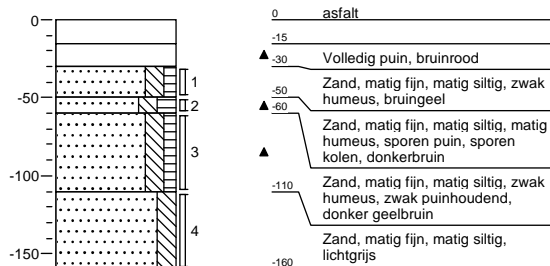 0
-50
-100
-150
1
2
3
4
0 asfalt
-15
-30 Volledig puin, bruinrood
Zand, matig fijn, matig siltig, zwak
-50 humeus, bruingeel
-60
Zand, matig fijn, matig siltig, matig
humeus, sporen puin, sporen
kolen, donkerbruin
Zand, matig fijn, matig siltig, zwak
-110 humeus, zwak puinhoudend,
donker geelbruin
Zand, matig fijn, matig siltig,
lichtgrijs
-160